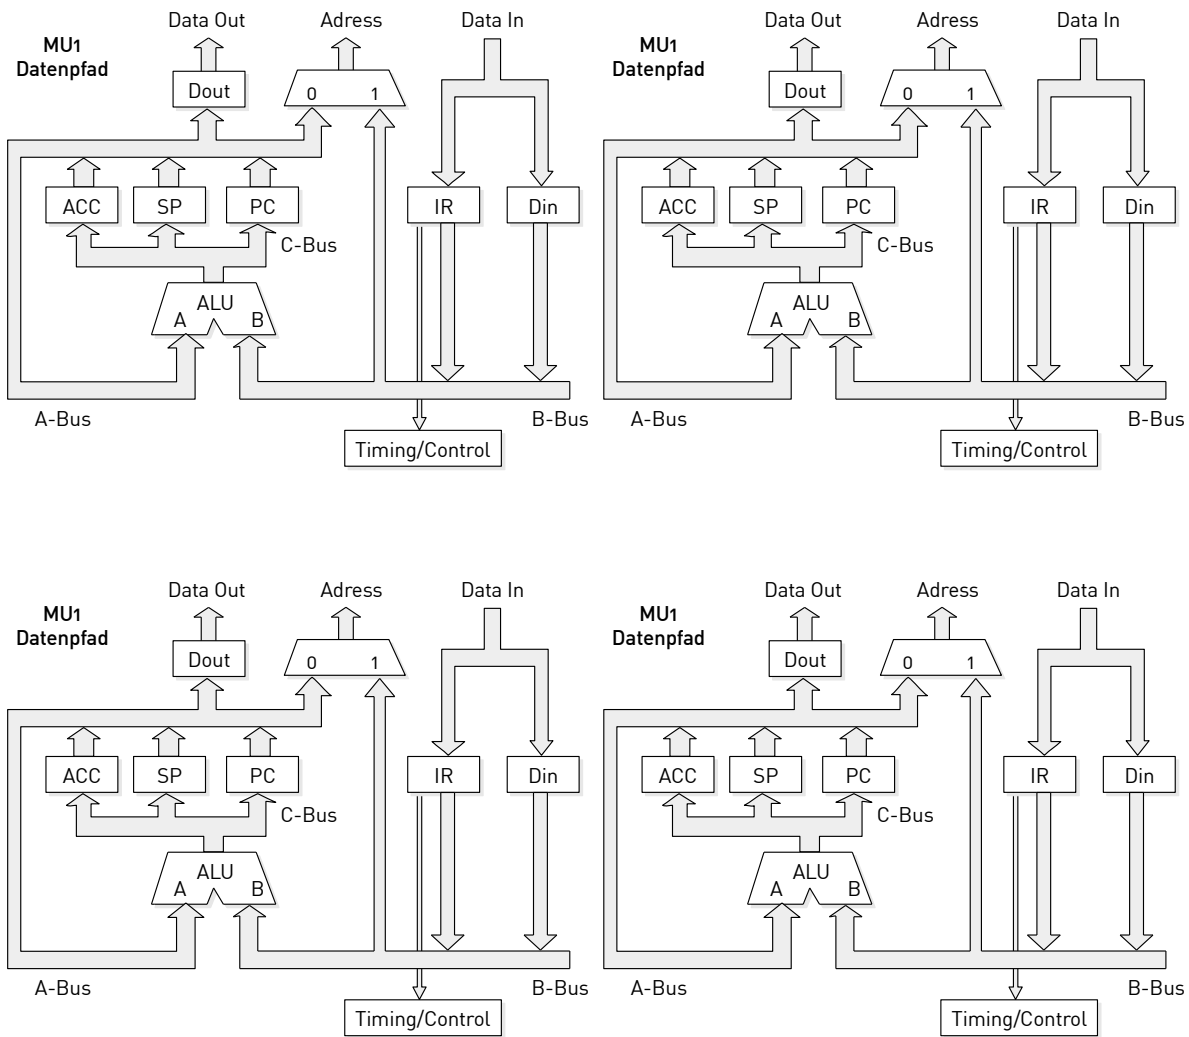 Data Out Adress Data In
MU1
Datenpfad
Dout 0 1
ACC SP PC IR Din
C-Bus
ALU
A B
A-Bus B-Bus
Timing/Control
Data Out Adress Data In
MU1
Datenpfad
Dout 0 1
ACC SP PC IR Din
C-Bus
ALU
A B
A-Bus B-Bus
Timing/Control
Data Out Adress Data In
MU1
Datenpfad
Dout 0 1
ACC SP PC IR Din
C-Bus
ALU
A B
A-Bus B-Bus
Timing/Control
Data Out Adress Data In
MU1
Datenpfad
Dout 0 1
ACC SP PC IR Din
C-Bus
ALU
A B
A-Bus B-Bus
Timing/Control